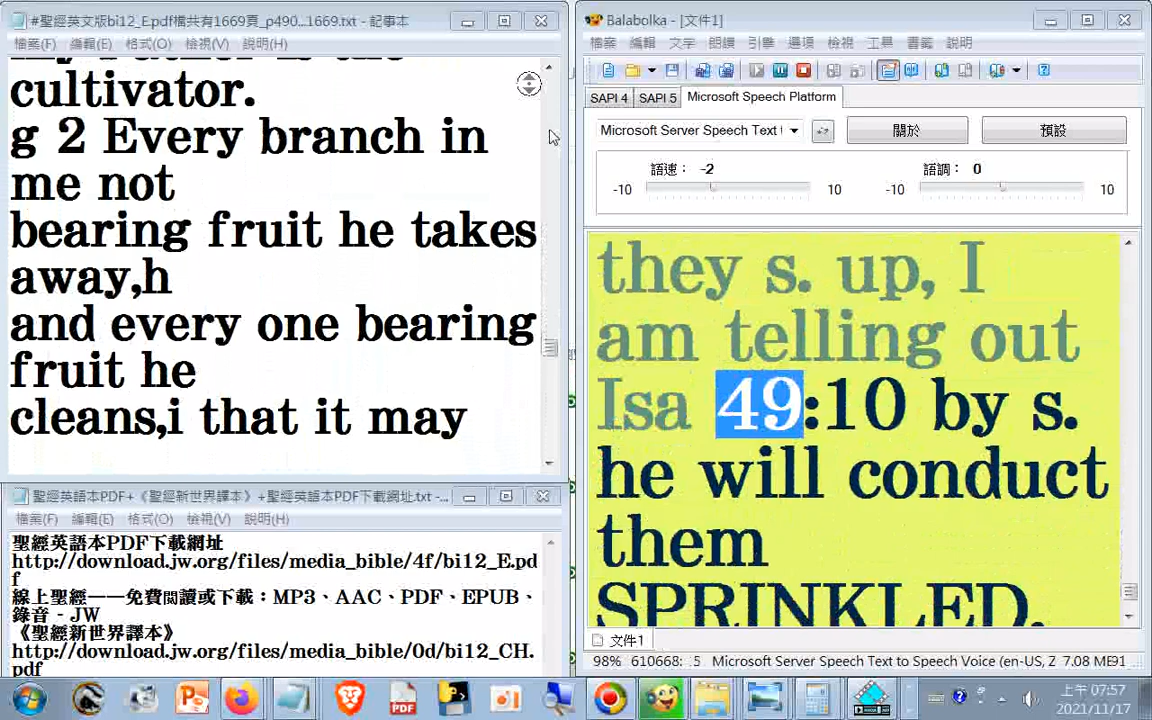 #聖經英文版bi12_E.pdf檔共有1669頁_p490...1669.txt - 記事本
檔案(F) 編輯(E) 格式(O) 檢視(V) 說明(H)
my Father is the
cultivator.
g 2 Every branch in
me not
bearing fruit he takes
away,h
and every one bearing
fruit he
cleans,i that it may
聖經英語本PDF+《聖經新世界譯本》+聖經英語本PDF下載網址.txt -...
檔案(F) 編輯(E) 格式(O) 檢視(V) 說明(H)
聖經英語本PDF下載網址
http://download.jw.org/files/media_bible/4f/bi12_E.pd
f
線上聖經——免費閱讀或下載：MP3、AAC、PDF、EPUB、
錄音 - JW
《聖經新世界譯本》
http://download.jw.org/files/media_bible/0d/bi12_CH.
pdf
Balabolka - [文件1]
檔案 編輯 文字 朗讀 引擎 選項 檢視 工具 書籤 說明
SAPI 4 SAPI 5 Microsoft Speech Platform
Microsoft Server Speech Text 關於 預設
語速： -2 語調： 0
-10 10 -10 10
they s. up, I
am telling out
Isa 49:10 by s.
he will conduct
them
SPRINKLED.
文件1
98% 610668: 5 Microsoft Server Speech Text to Speech Voice (en-US, Z 7.08 ME91
上午 07:57
2021/11/17